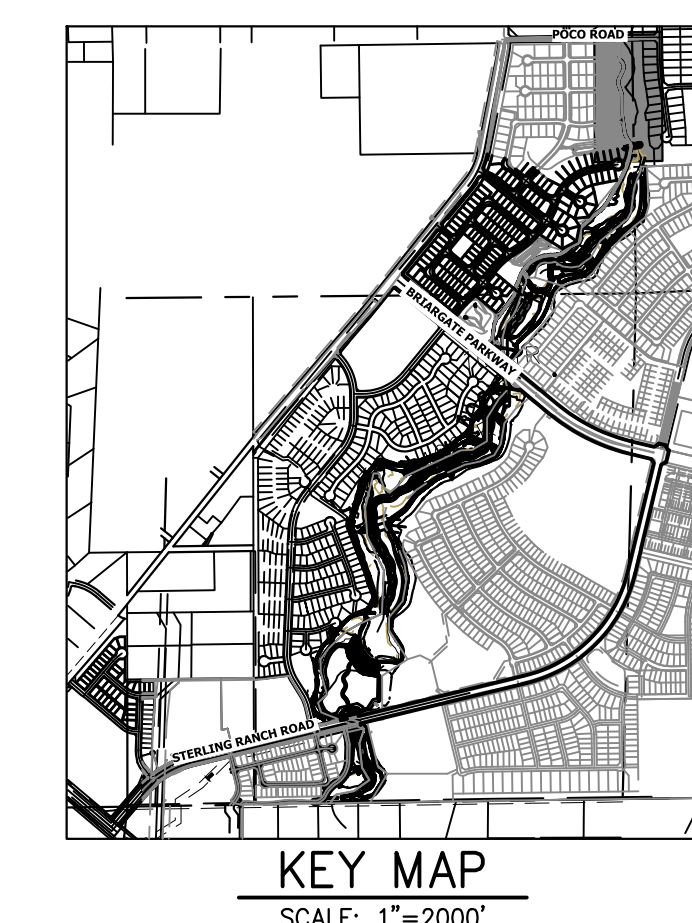 POCO ROAD
BRIARGATE PARKWAY
STERLING RANCH ROAD
KEY MAP
SCALE: 1"=2000'